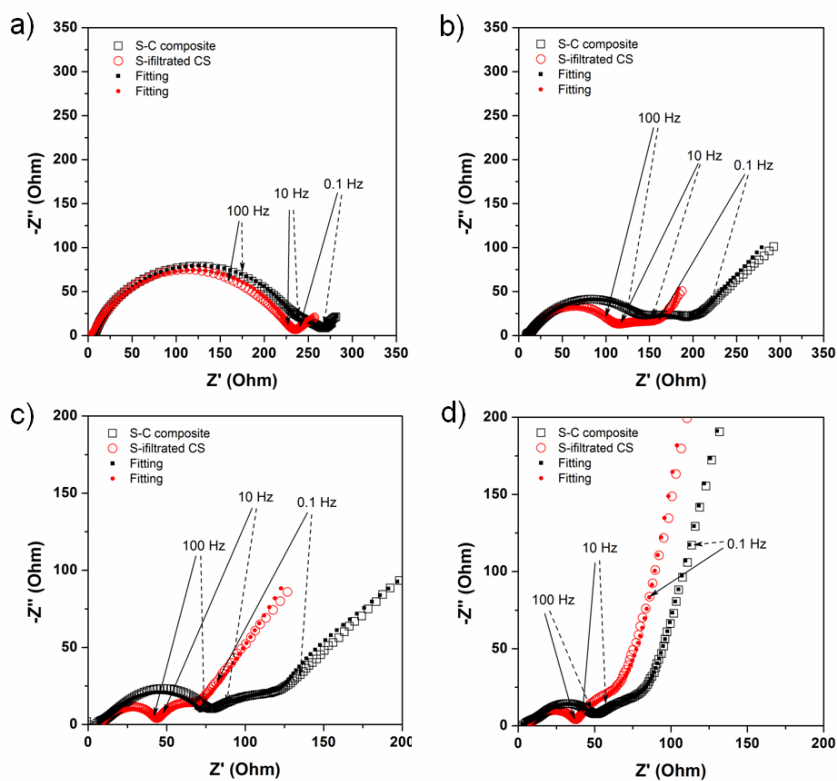 a)
S-C composite
S-ifiltrated CS
Fitting
Fitting
100 Hz
10 Hz
0.1 Hz
-Z'' (Ohm)
350
300
250
200
150
100
50
0
0 50 100 150 200 250 300 350
Z' (Ohm)
b)
S-C composite
S-ifiltrated CS
Fitting
Fitting
100 Hz
10 Hz
0.1 Hz
-Z'' (Ohm)
350
300
250
200
150
100
50
0
0 50 100 150 200 250 300 350
Z' (Ohm)
c)
S-C composite
S-ifiltrated CS
Fitting
Fitting
10 Hz
0.1 Hz
100 Hz
-Z'' (Ohm)
200
150
100
50
0
0 50 100 150 200
Z' (Ohm)
d)
S-C composite
S-ifiltrated CS
Fitting
Fitting
0.1 Hz
10 Hz
100 Hz
-Z'' (Ohm)
200
150
100
50
0
0 50 100 150 200
Z' (Ohm)